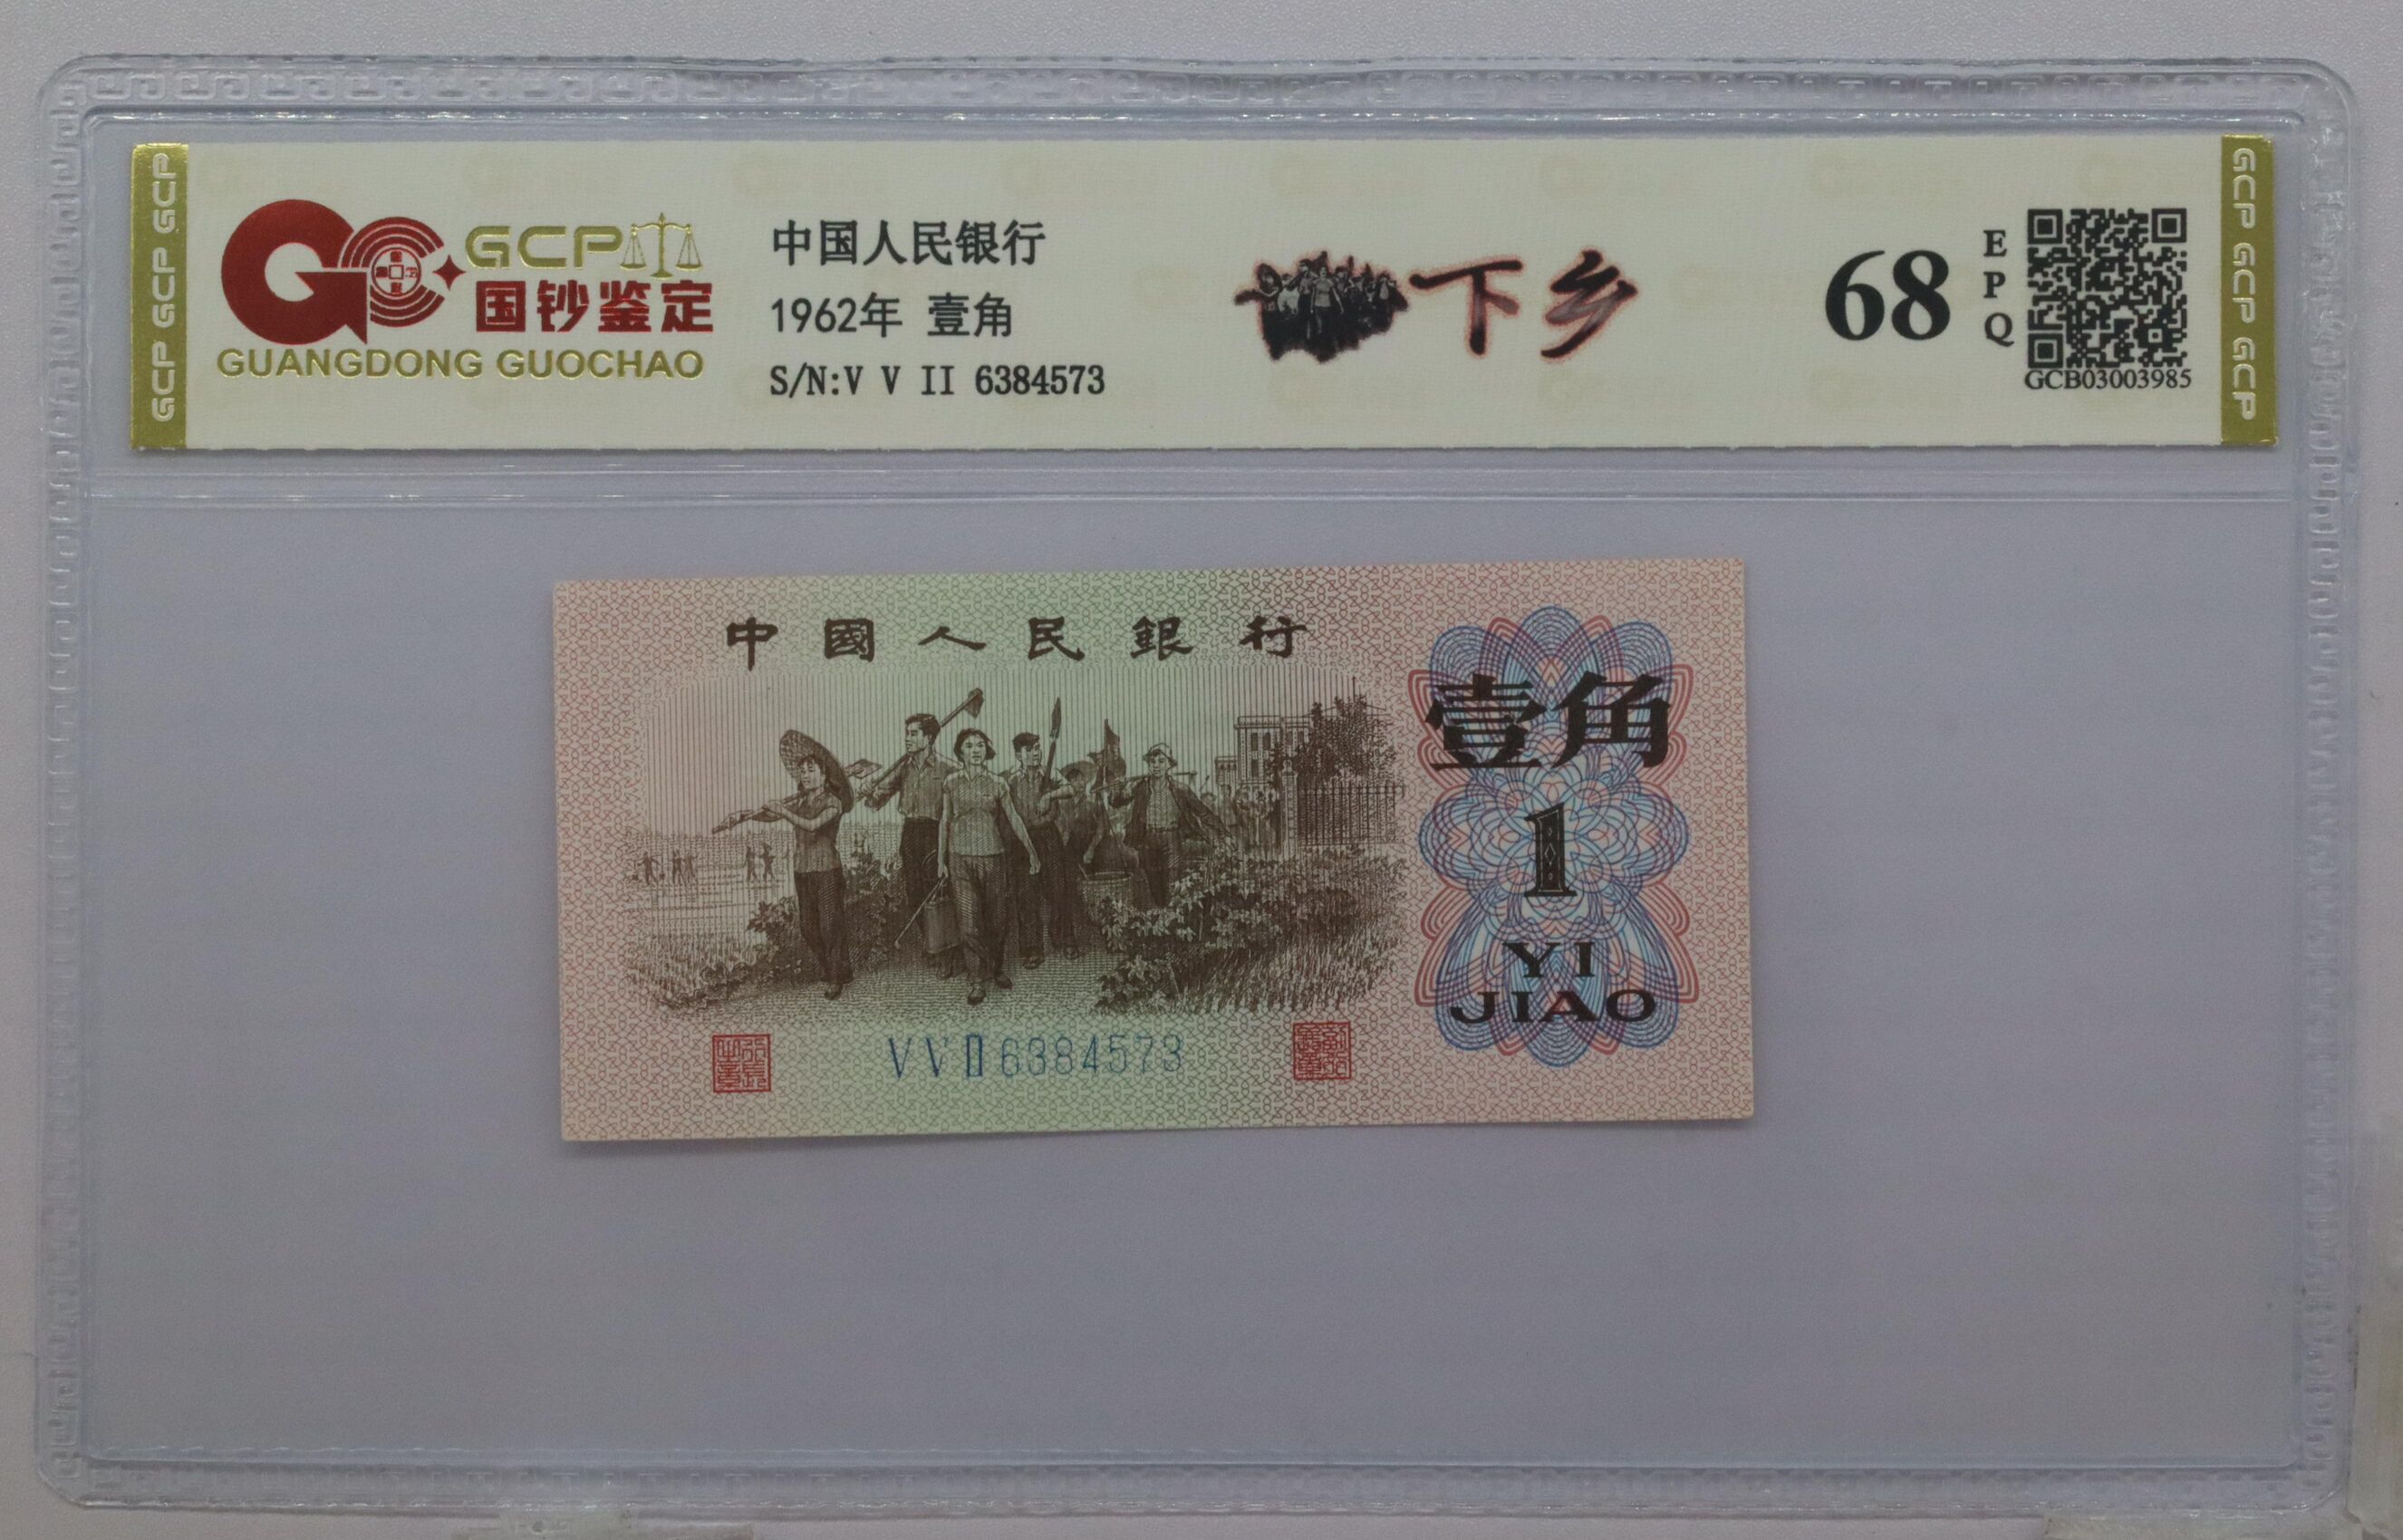 GCP GCP GCP
GCP
国钞鉴定
GUANGDONG GUOCHAO
中国人民银行
1962年 壹角
S/N:V V II 6384573
下乡
68
EPQ
GCB03003985
GCP GCP GCP
中國人民銀行
壹角
1
YI
JIAO
VVII6384573